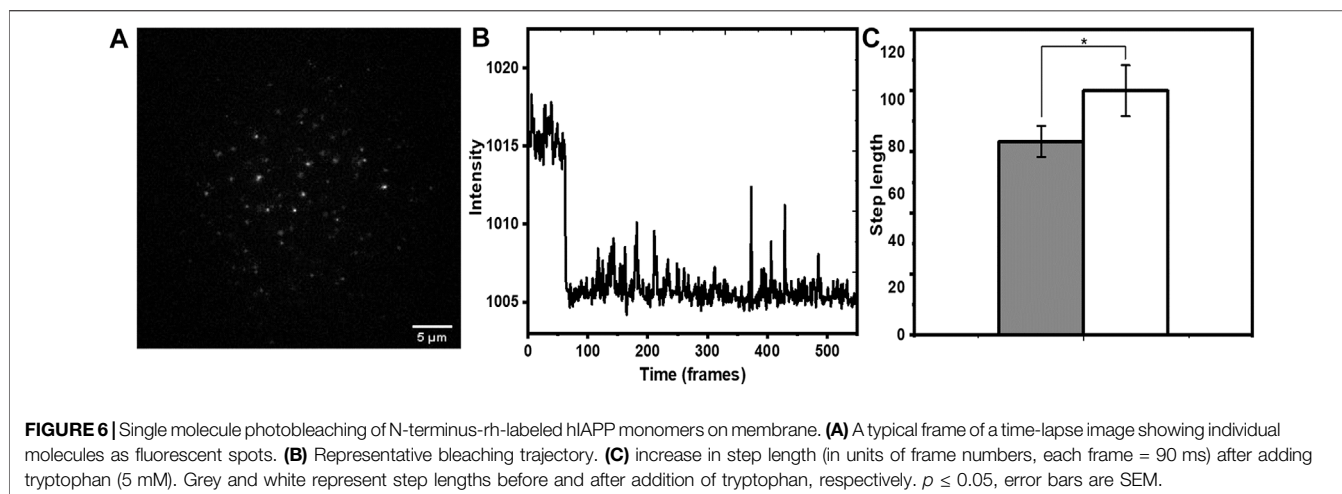 A
B
C
5 µm
1020
1015
1010
1005
Intensity
0 100 200 300 400 500
Time (frames)
120
100
80
60
40
20
0
Step length
*
FIGURE 6 | Single molecule photobleaching of N-terminus-rh-labeled hIAPP monomers on membrane. (A) A typical frame of a time-lapse image showing individual
molecules as fluorescent spots. (B) Representative bleaching trajectory. (C) increase in step length (in units of frame numbers, each frame = 90 ms) after adding
tryptophan (5 mM). Grey and white represent step lengths before and after addition of tryptophan, respectively. p ≤ 0.05, error bars are SEM.